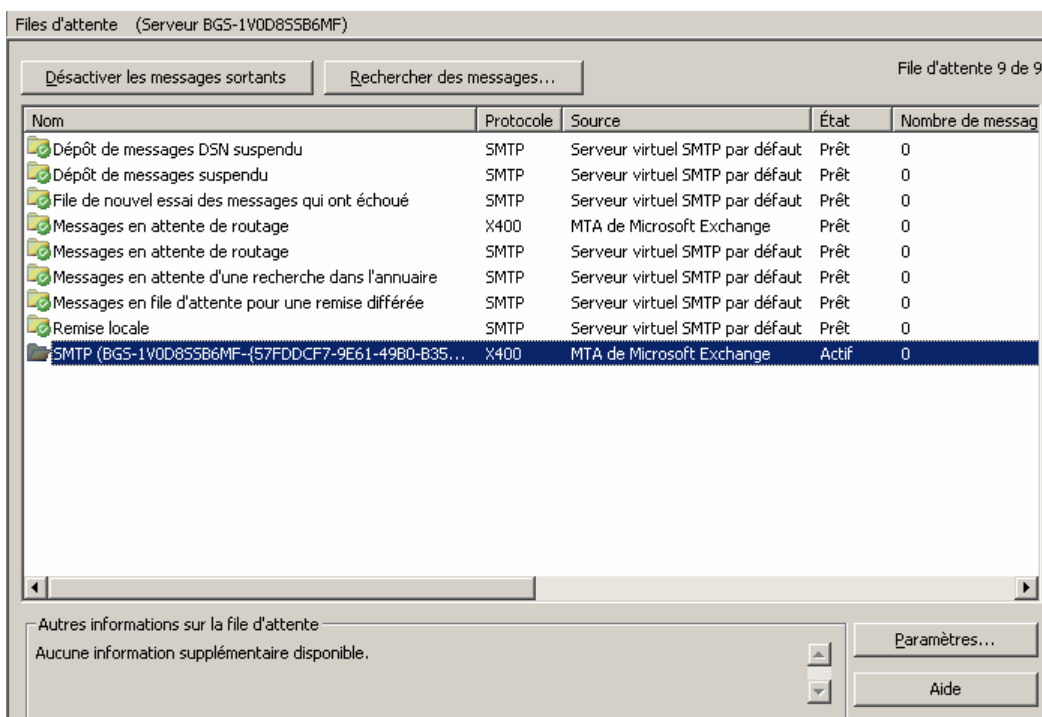 Files d'attente (Serveur BGS-1V0D8SSB6MF)
Désactiver les messages sortants Rechercher des messages... File d'attente 9 de 9
Nom Protocole Source État Nombre de messag
Dépôt de messages DSN suspendu SMTP Serveur virtuel SMTP par défaut Prêt 0
Dépôt de messages suspendu SMTP Serveur virtuel SMTP par défaut Prêt 0
File de nouvel essai des messages qui ont échoué SMTP Serveur virtuel SMTP par défaut Prêt 0
Messages en attente de routage X400 MTA de Microsoft Exchange Prêt 0
Messages en attente de routage SMTP Serveur virtuel SMTP par défaut Prêt 0
Messages en attente d'une recherche dans l'annuaire SMTP Serveur virtuel SMTP par défaut Prêt 0
Messages en file d'attente pour une remise différée SMTP Serveur virtuel SMTP par défaut Prêt 0
Remise locale SMTP Serveur virtuel SMTP par défaut Prêt 0
SMTP (BGS-1V0D8SSB6MF-{57FDDCF7-9E61-49B0-B35... X400 MTA de Microsoft Exchange Actif 0
Autres informations sur la file d'attente
Aucune information supplémentaire disponible.
Paramètres...
Aide